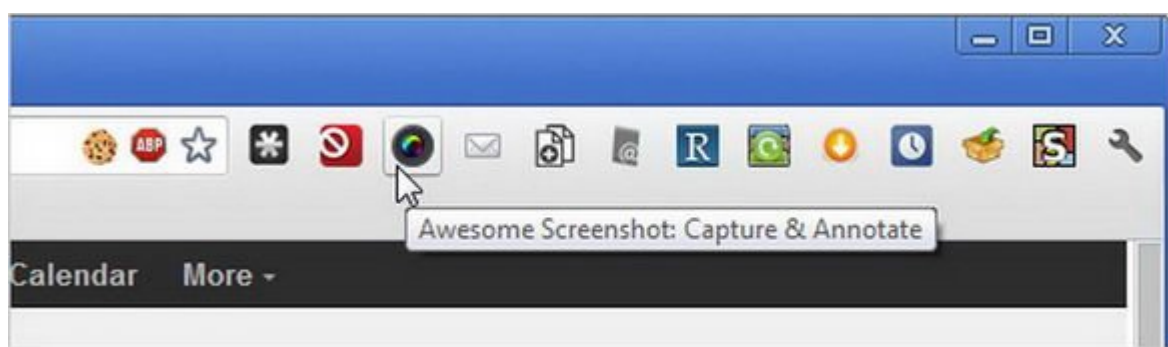 ABP
R
S
Awesome Screenshot: Capture & Annotate
Calendar More